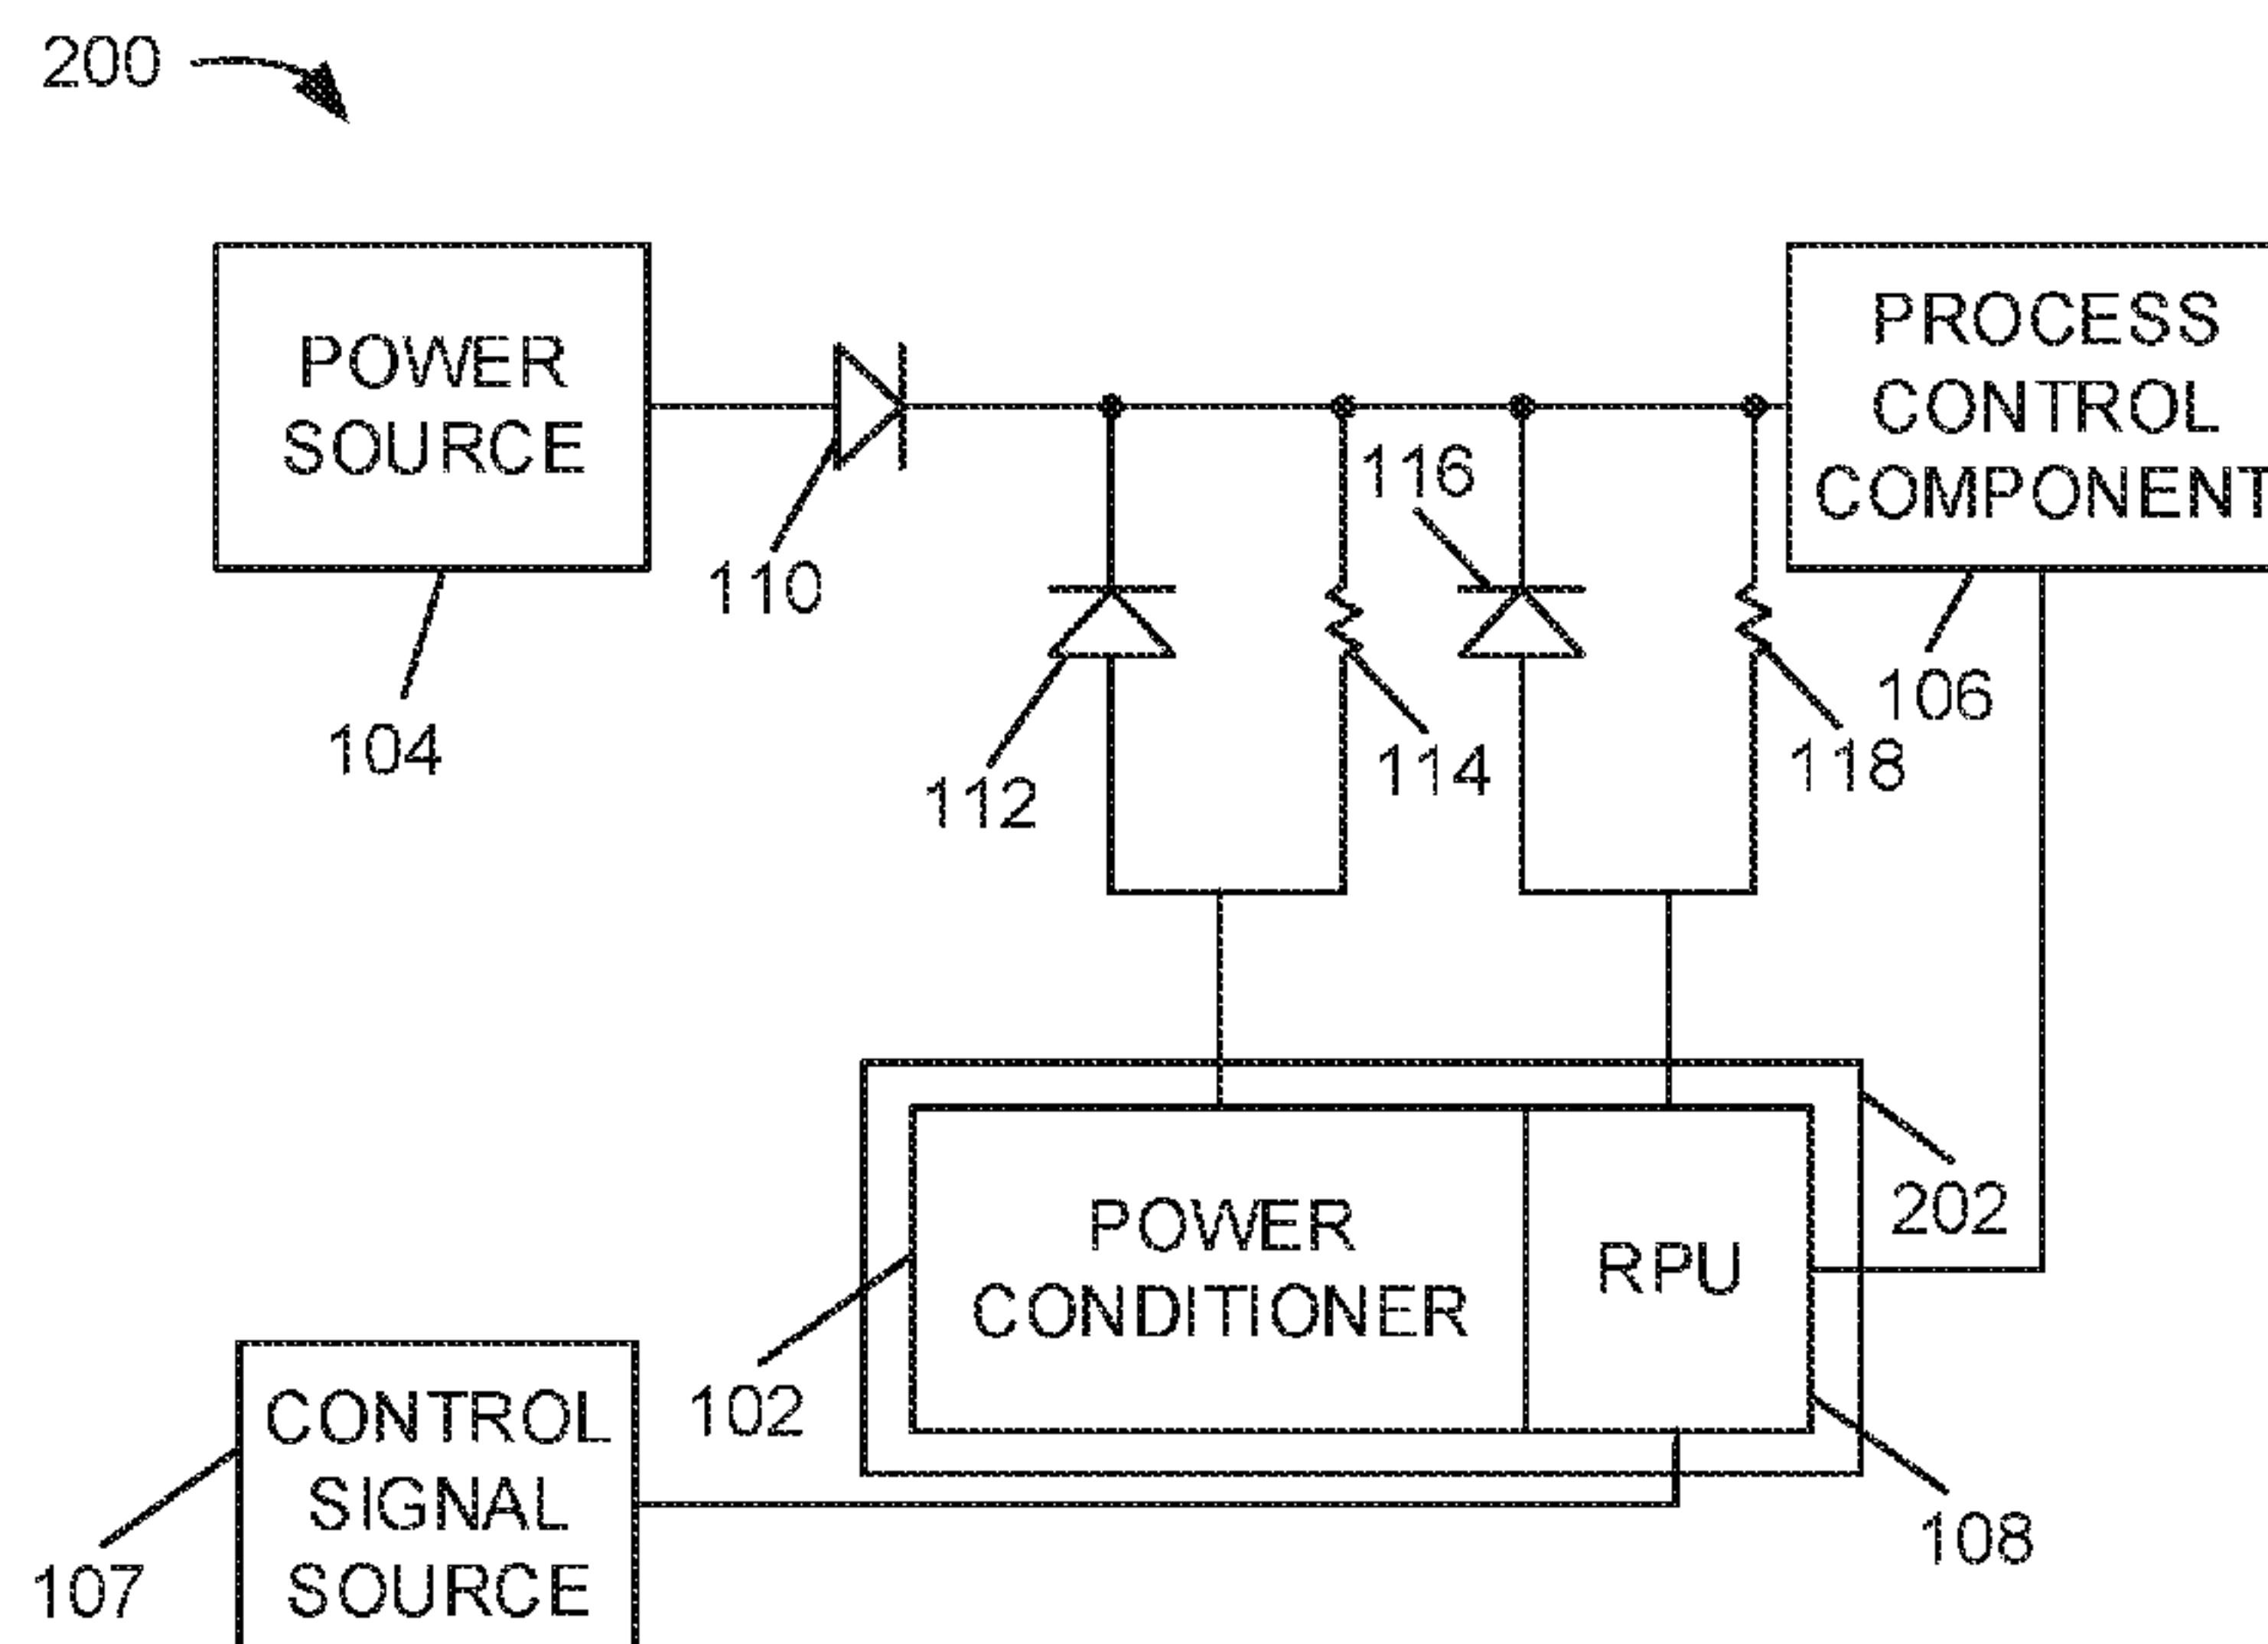 200
POWER
SOURCE
PROCESS
CONTROL
COMPONENT
116
110
106
104
112
114
118
POWER
CONDITIONER
RPU
202
102
CONTROL
SIGNAL
SOURCE
108
107